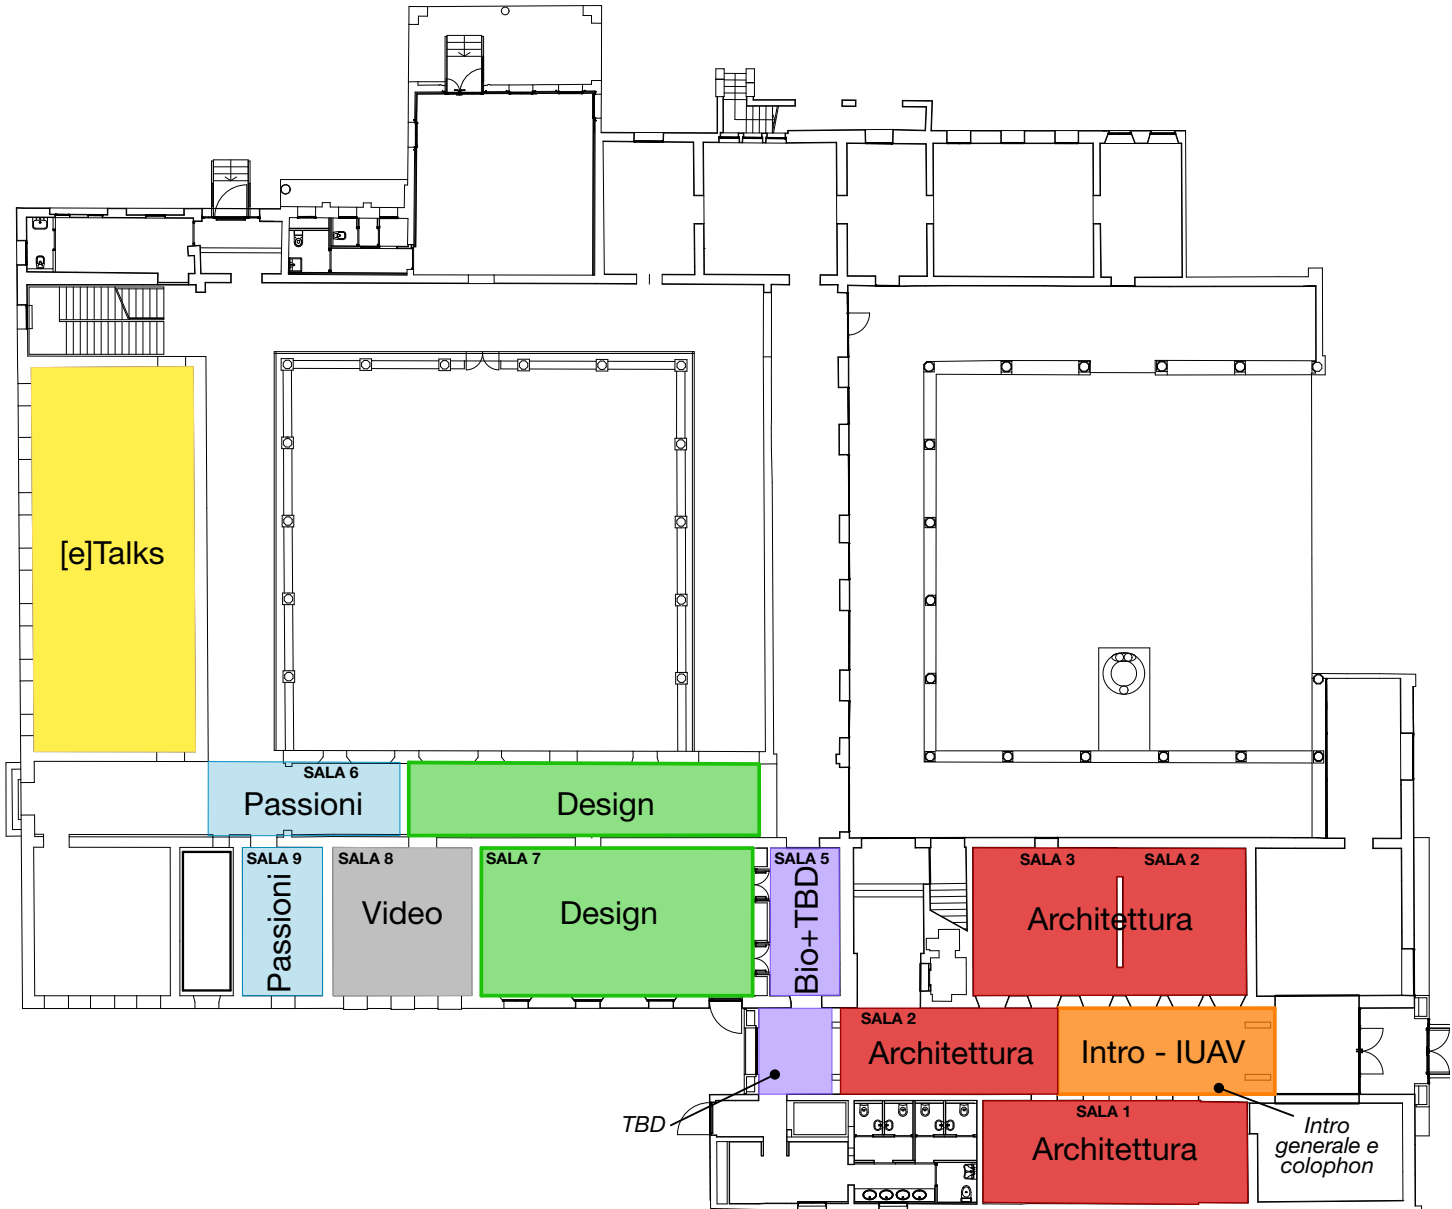 [e]Talks
SALA 6
Passioni
Design
SALA 9
Passioni
SALA 8
Video
SALA 7
Design
SALA 5
Bio+TBD
SALA 3
SALA 2
Architettura
SALA 2
Architettura
Intro - IUAV
TBD
SALA 1
Architettura
Intro
generale e
colophon